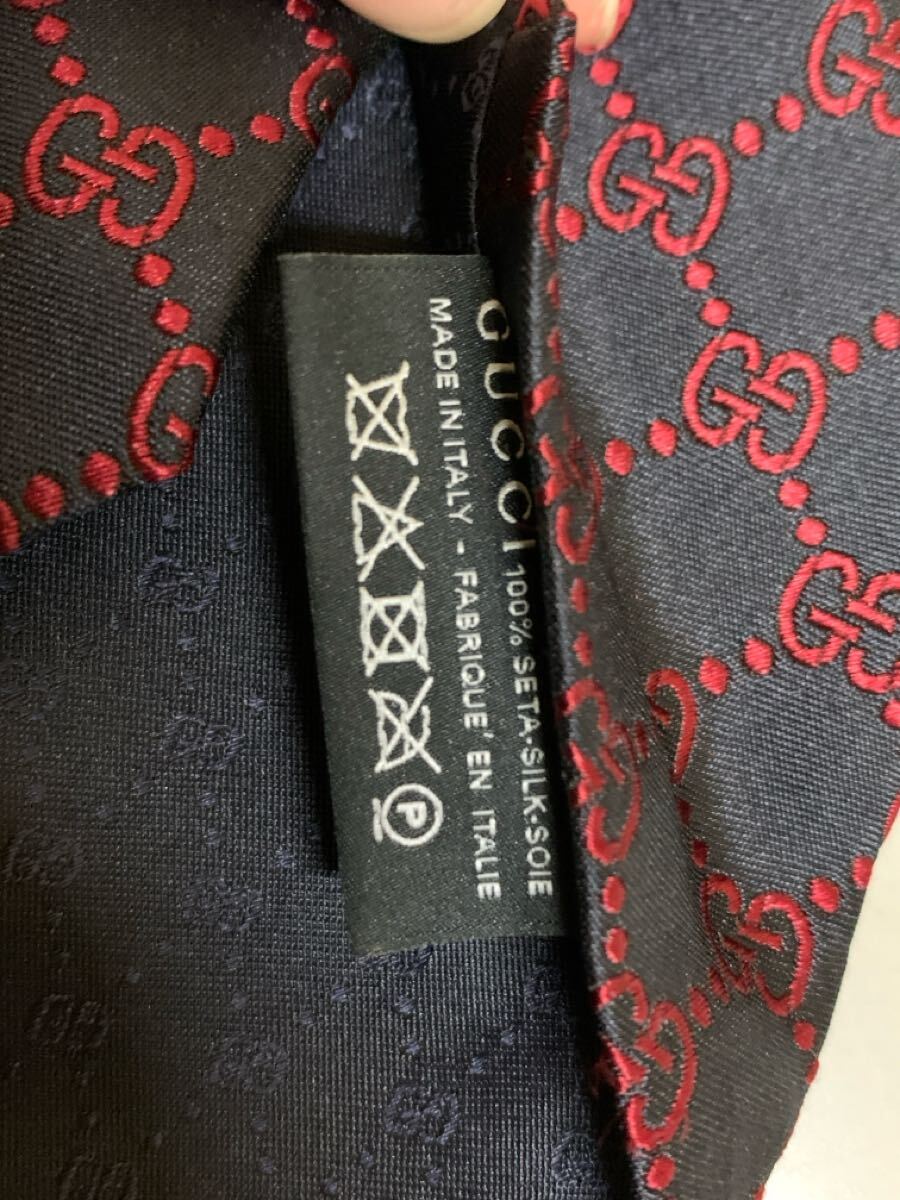 GUCCI
100% SETA·SILK·SOIE
MADE IN ITALY - FABRIQUE' EN ITALIE
P